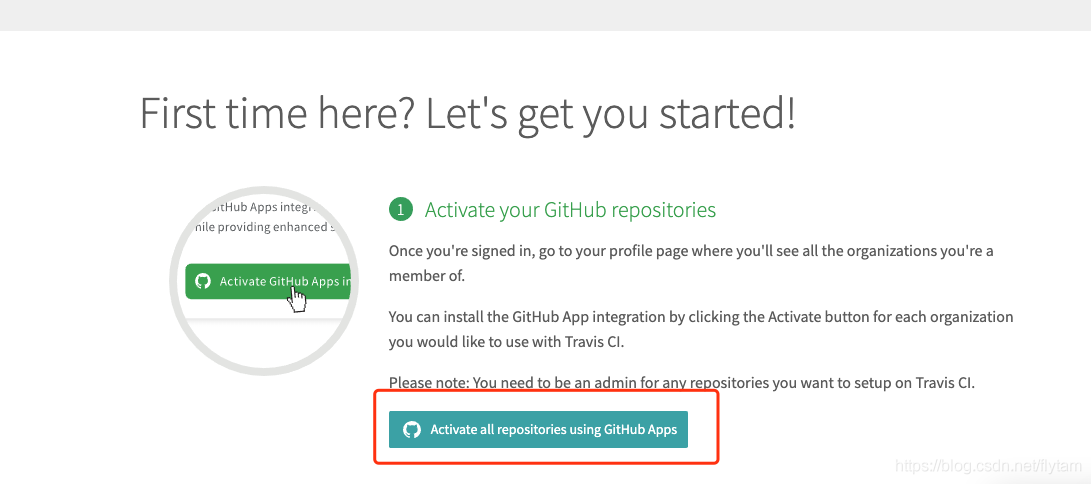 First time here? Let's get you started!
GitHub Apps integr
while providing enhanced s
Activate GitHub Apps in
1 Activate your GitHub repositories
Once you're signed in, go to your profile page where you'll see all the organizations you're a
member of.
You can install the GitHub App integration by clicking the Activate button for each organization
you would like to use with Travis CI.
Please note: You need to be an admin for any repositories you want to setup on Travis CI.
Activate all repositories using GitHub Apps
https://blog.csdn.net/flytam